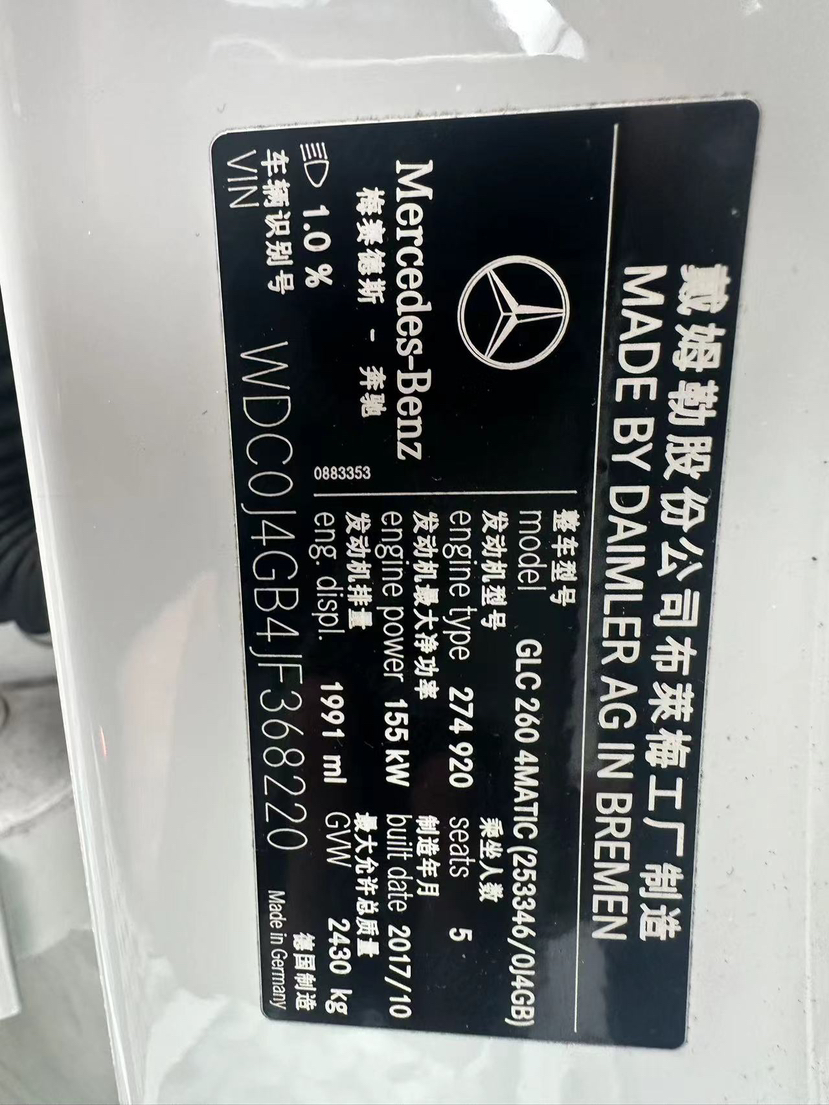 戴姆勒股份公司布莱梅工厂制造
MADE BY DAIMLER AG IN BREMEN
Mercedes-Benz
梅赛德斯 - 奔驰
整车型号
model GLC 260 4MATIC (253346/0J4GB)
发动机型号 乘坐人数
engine type 274 920 seats 5
发动机最大净功率 制造年月
engine power 155 kW built date 2017/10
发动机排量 最大允许总质量
eng. displ. 1991 ml GVW 2430 kg
0883353
1.0 %
德国制造
Made in Germany
车辆识别号
VIN WDC0J4GB4JF368220